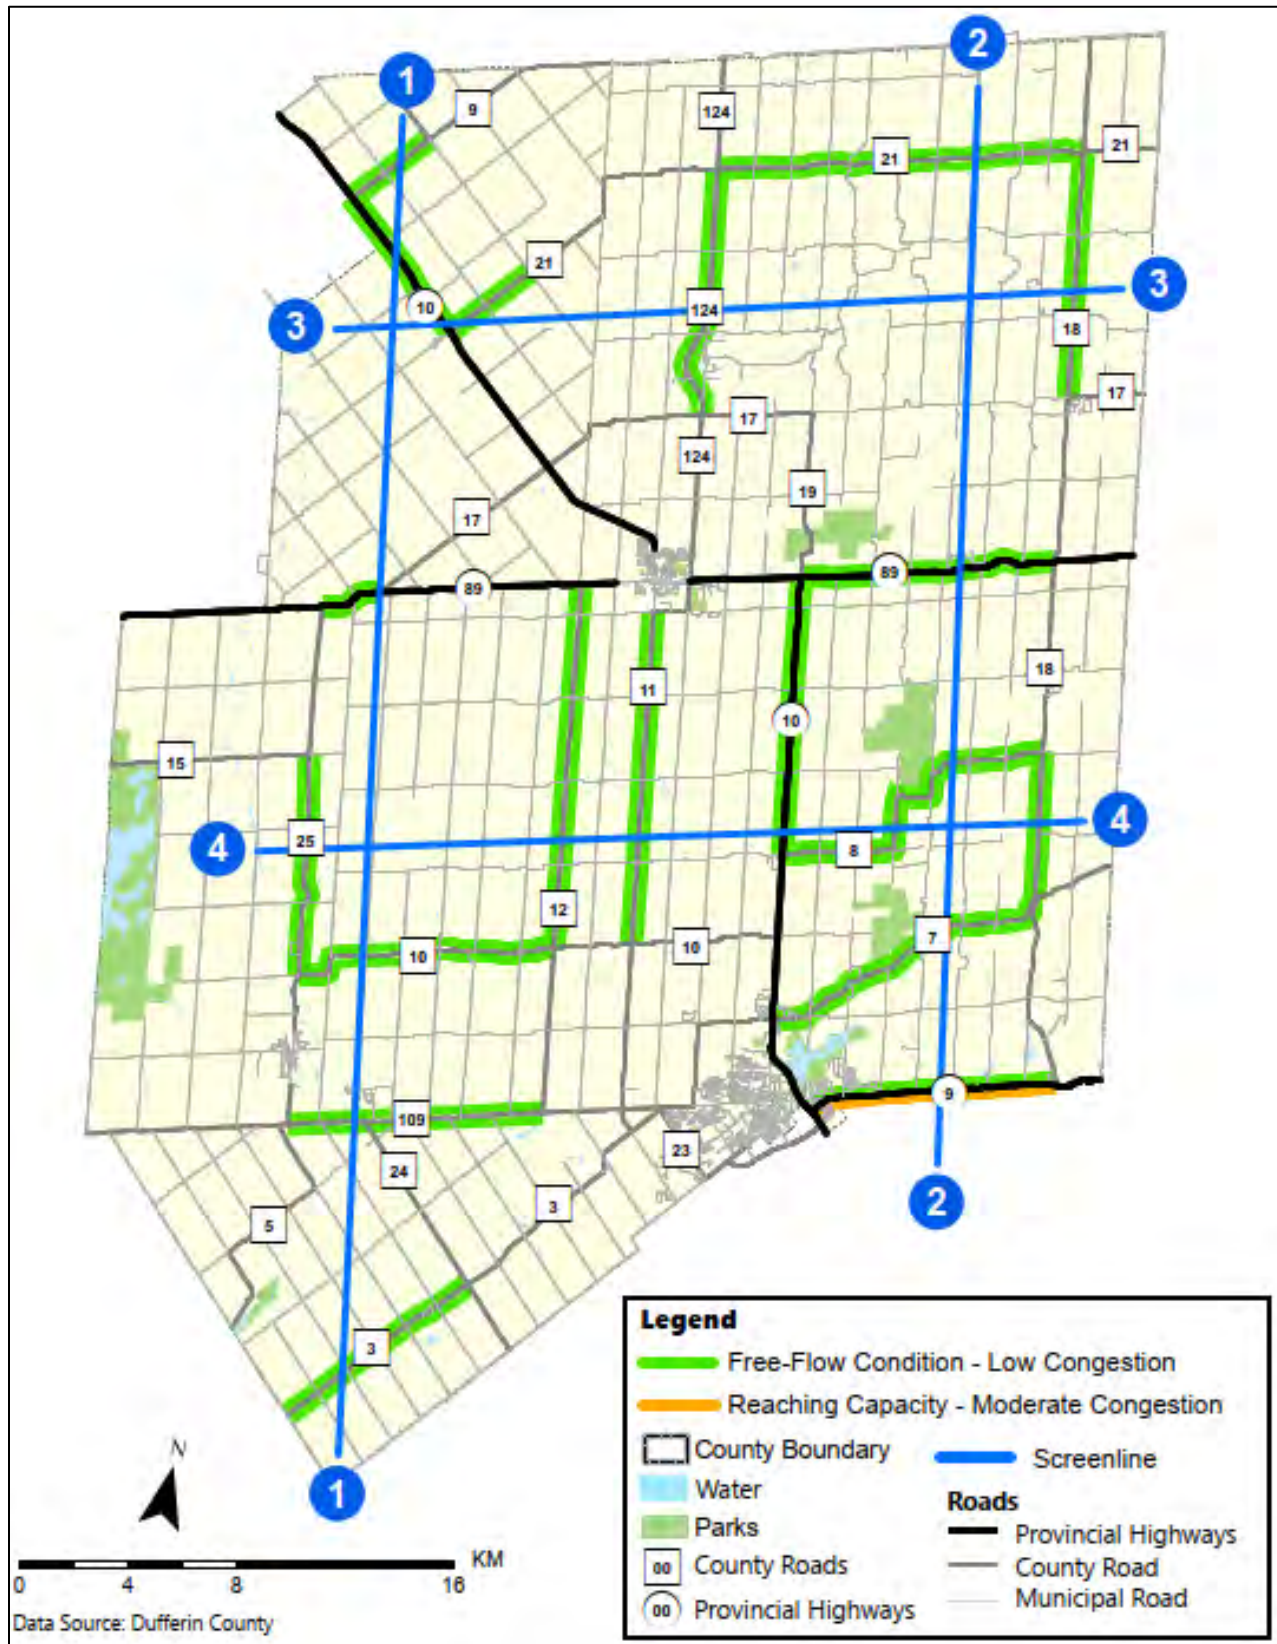 2
1
9
124
21
21
21
3
10
124
3
18
17
17
124
19
17
89
89
18
11
10
15
4
25
8
4
12
7
10
10
9
109
23
24
3
5
2
3
1
Legend
Free-Flow Condition - Low Congestion
Reaching Capacity - Moderate Congestion
County Boundary
Screenline
Water
Roads
Parks
Provincial Highways
00 County Roads
County Road
00 Provincial Highways
Municipal Road
N
KM
0 4 8 16
Data Source: Dufferin County